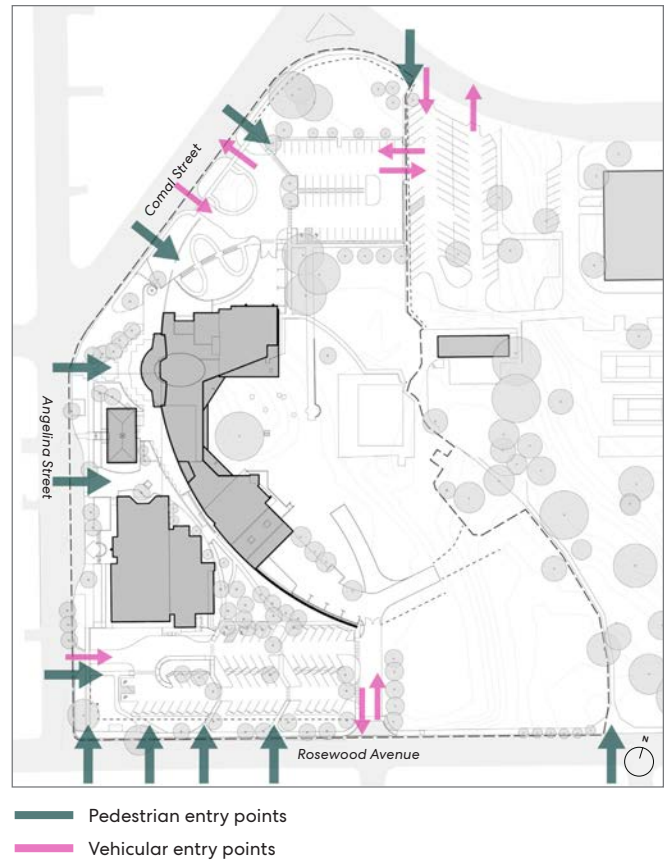 Comal Street
Angelina Street
Rosewood Avenue
N
Pedestrian entry points
Vehicular entry points